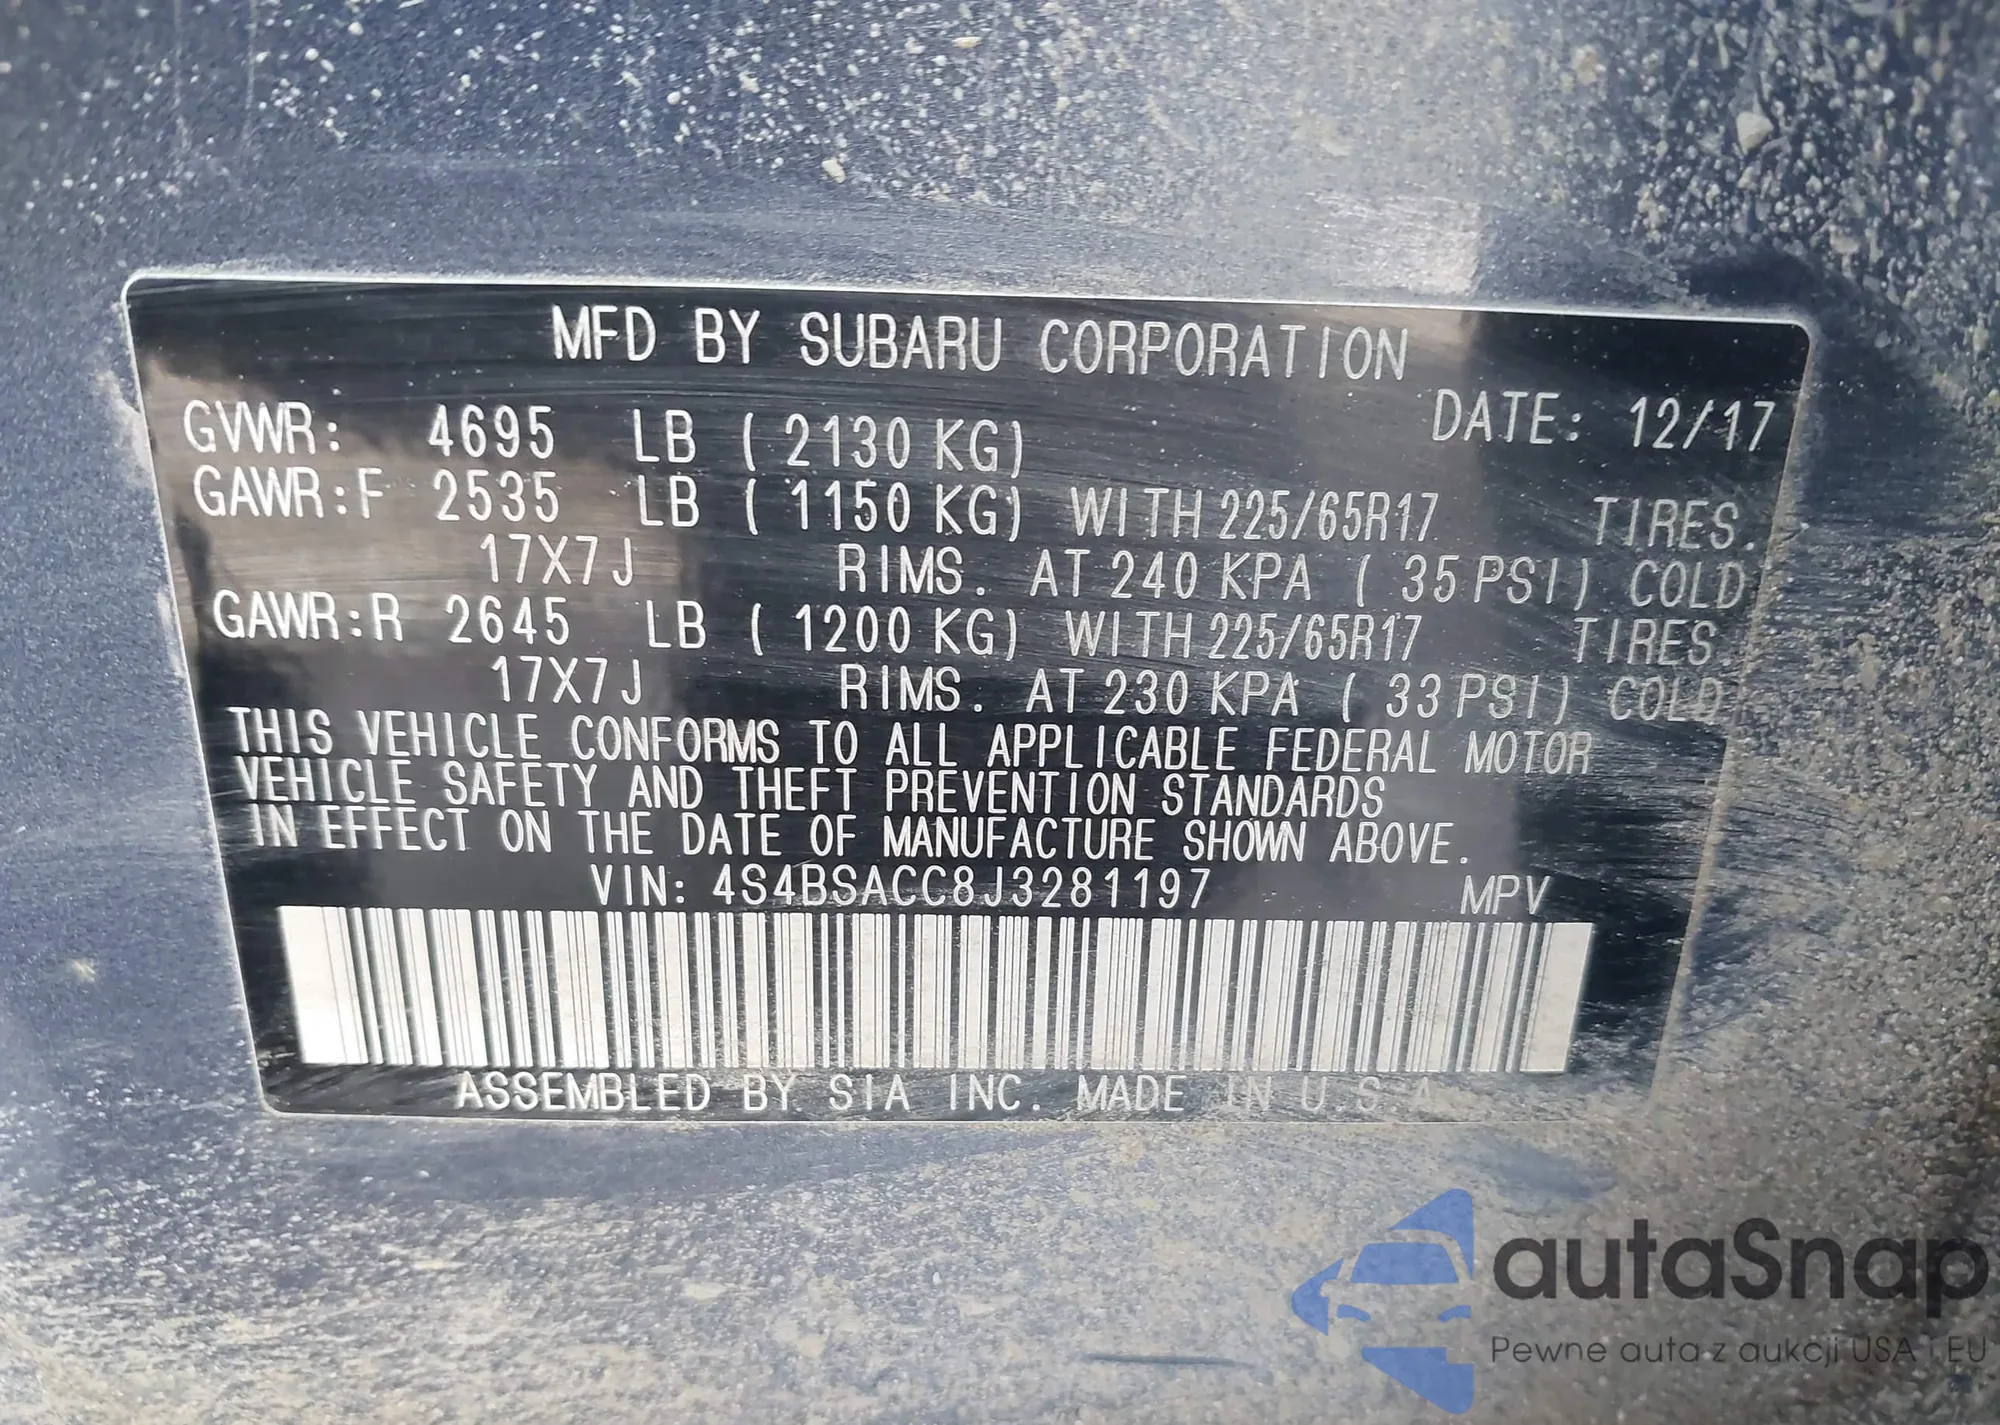 MFD BY SUBARU CORPORATION
GVWR: 4695 LB ( 2130 KG) DATE: 12/17
GAWR:F 2535 LB ( 1150 KG) WITH 225/65R17 TIRES.
17X7J RIMS. AT 240 KPA ( 35 PSI) COLD
GAWR:R 2645 LB ( 1200 KG) WITH 225/65R17 TIRES.
17X7J RIMS. AT 230 KPA ( 33 PSI) COLD
THIS VEHICLE CONFORMS TO ALL APPLICABLE FEDERAL MOTOR
VEHICLE SAFETY AND THEFT PREVENTION STANDARDS
IN EFFECT ON THE DATE OF MANUFACTURE SHOWN ABOVE.
VIN: 4S4BSACC8J3281197 MPV
ASSEMBLED BY SIA INC. MADE IN U.S.A
autaSnap
Pewne auta z aukcji USA i EU